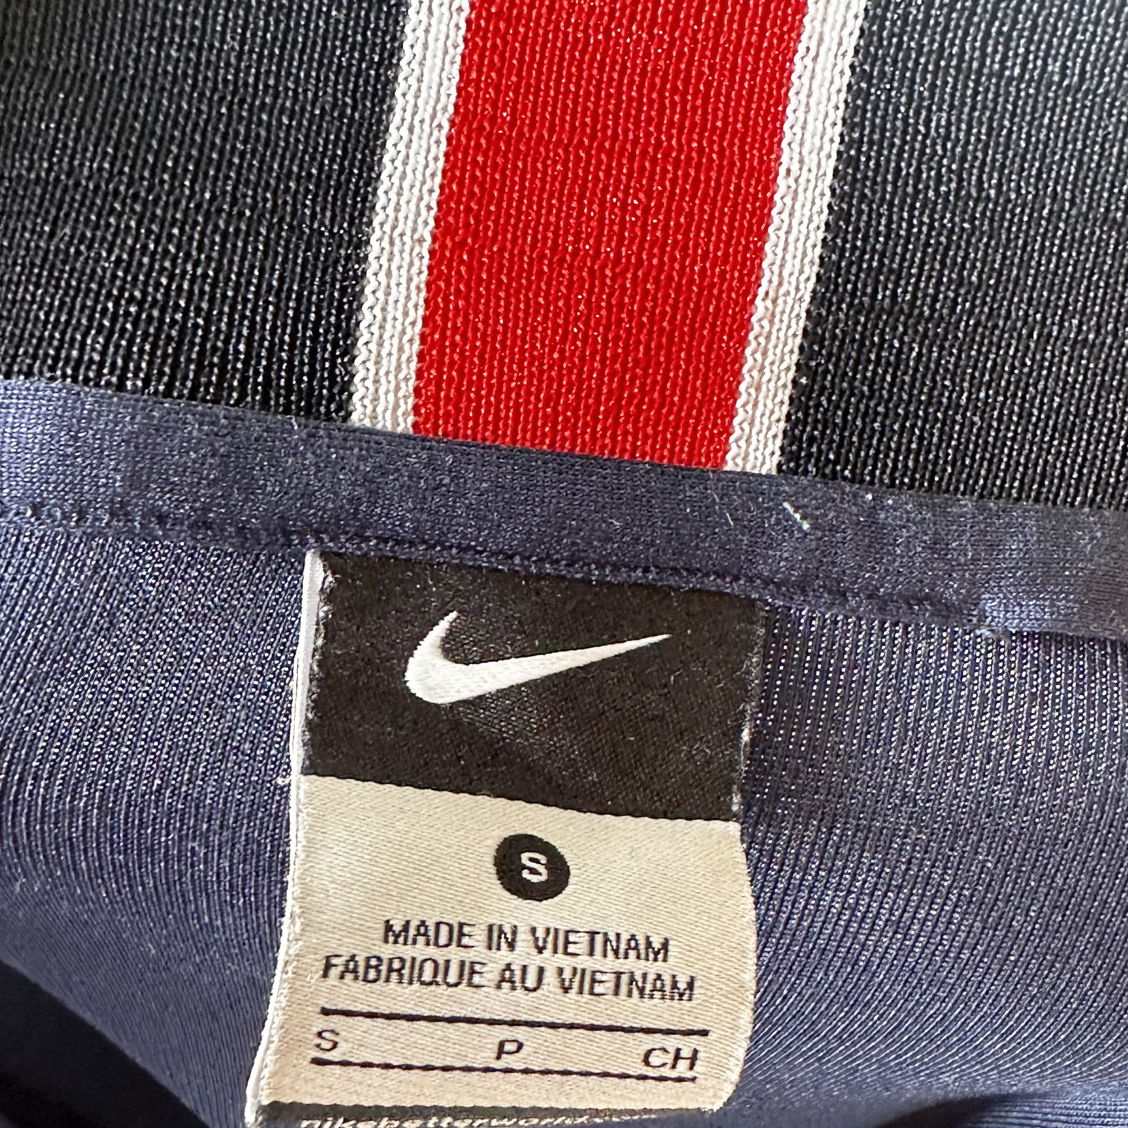 S
MADE IN VIETNAM
FABRIQUE AU VIETNAM
S P CH